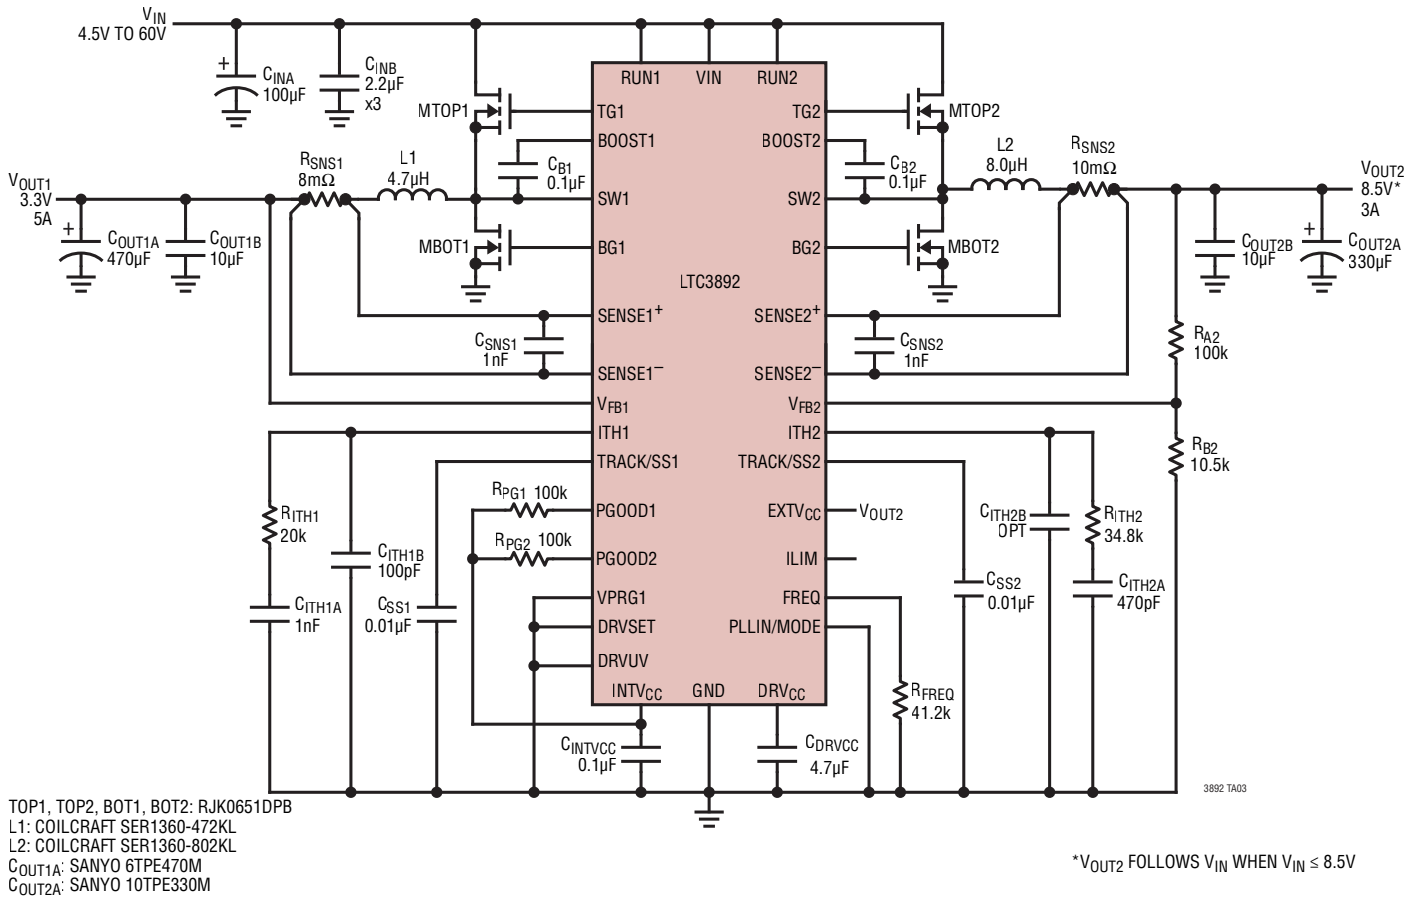 VIN
4.5V TO 60V
CINA
100µF
CINB
2.2µF
x3
RUN1
VIN
RUN2
MTOP1
TG1
TG2
MTOP2
BOOST1
BOOST2
CB1
0.1µF
CB2
0.1µF
VOUT1
3.3V
5A
RSNS1
8mΩ
L1
4.7µH
SW1
SW2
L2
8.0µH
RSNS2
10mΩ
VOUT2
8.5V*
3A
COUT1A
470µF
COUT1B
10µF
MBOT1
BG1
BG2
MBOT2
COUT2B
10µF
COUT2A
330µF
LTC3892
SENSE1+
SENSE2+
CSNS1
1nF
CSNS2
1nF
RA2
100k
SENSE1–
SENSE2–
VFB1
VFB2
ITH1
ITH2
RB2
10.5k
TRACK/SS1
TRACK/SS2
RPG1 100k
PGOOD1
EXTVCC
VOUT2
RITH1
20k
CITH2B
OPT
RITH2
34.8k
RPG2 100k
PGOOD2
ILIM
CITH1B
100pF
CITH1A
1nF
CSS1
0.01µF
VPRG1
FREQ
CSS2
0.01µF
CITH2A
470pF
DRVSET
PLLIN/MODE
DRVUV
INTVCC
GND
DRVCC
RFREQ
41.2k
CINTVCC
0.1µF
CDRVCC
4.7µF
3892 TA03
TOP1, TOP2, BOT1, BOT2: RJK0651DPB
L1: COILCRAFT SER1360-472KL
L2: COILCRAFT SER1360-802KL
COUT1A: SANYO 6TPE470M
COUT2A: SANYO 10TPE330M
*VOUT2 FOLLOWS VIN WHEN VIN ≤ 8.5V